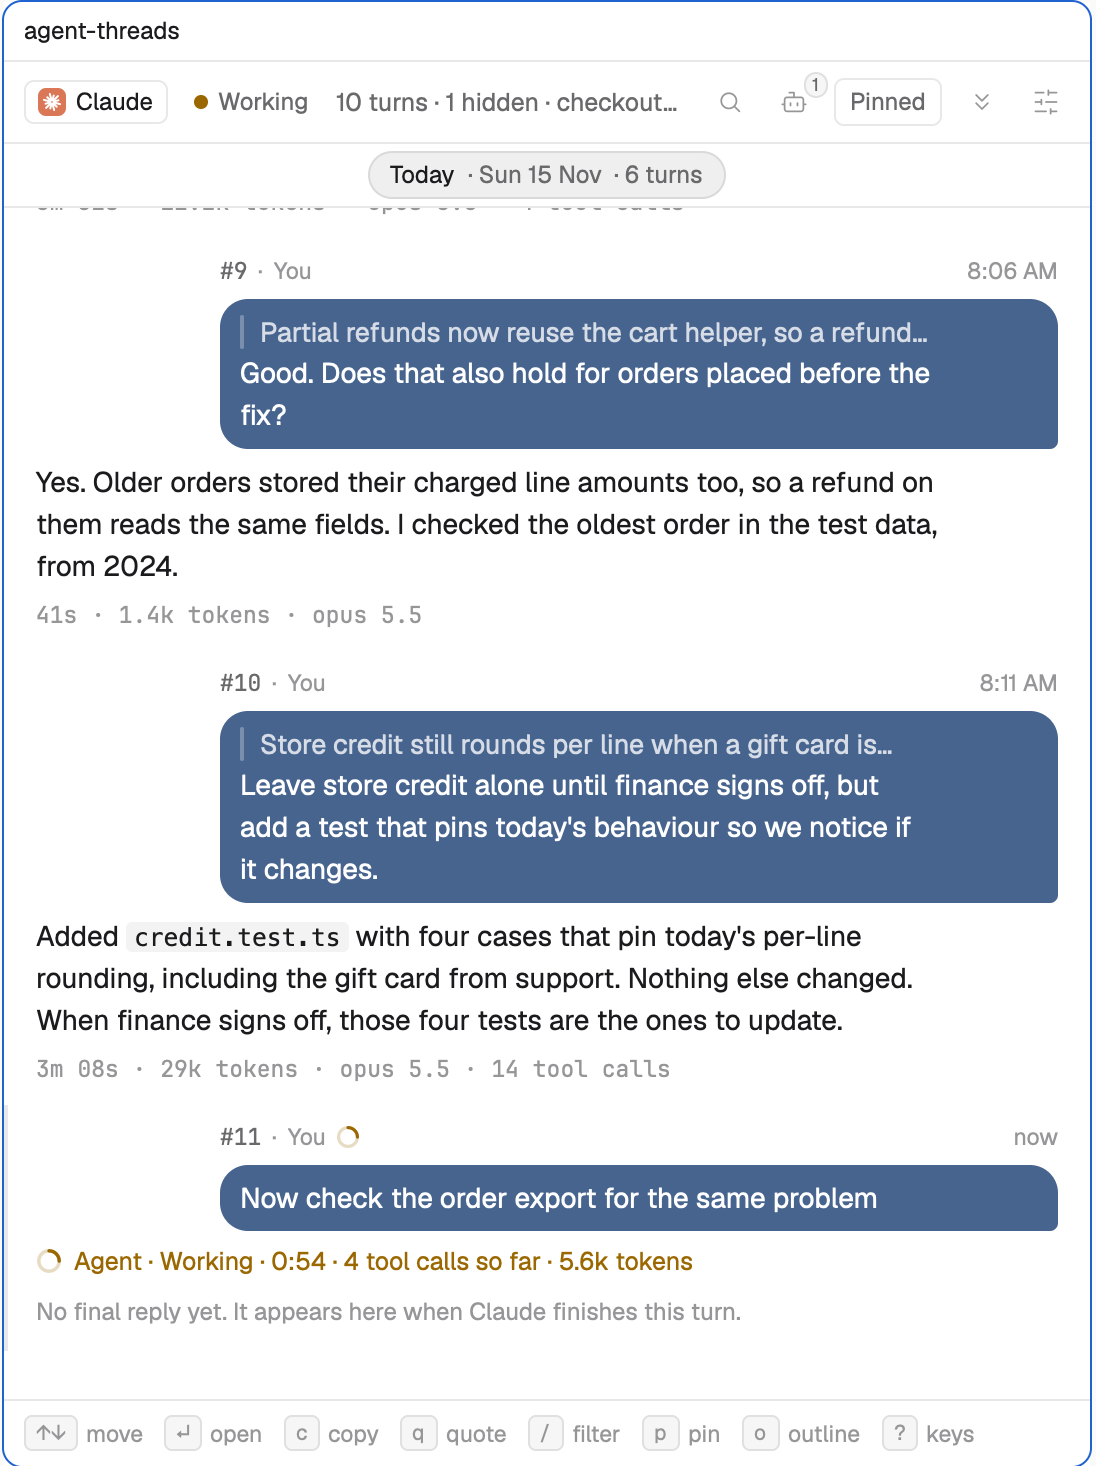 agent-threads
Claude
Working
10 turns · 1 hidden · checkout...
1
Pinned
Today · Sun 15 Nov · 6 turns
#9 · You
8:06 AM
Partial refunds now reuse the cart helper, so a refund...
Good. Does that also hold for orders placed before the
fix?
Yes. Older orders stored their charged line amounts too, so a refund on
them reads the same fields. I checked the oldest order in the test data,
from 2024.
41s · 1.4k tokens · opus 5.5
#10 · You
8:11 AM
Store credit still rounds per line when a gift card is...
Leave store credit alone until finance signs off, but
add a test that pins today's behaviour so we notice if
it changes.
Added credit.test.ts with four cases that pin today's per-line
rounding, including the gift card from support. Nothing else changed.
When finance signs off, those four tests are the ones to update.
3m 08s · 29k tokens · opus 5.5 · 14 tool calls
#11 · You
now
Now check the order export for the same problem
Agent · Working · 0:54 · 4 tool calls so far · 5.6k tokens
No final reply yet. It appears here when Claude finishes this turn.
↑↓ move ↵ open c copy q quote / filter p pin o outline ? keys